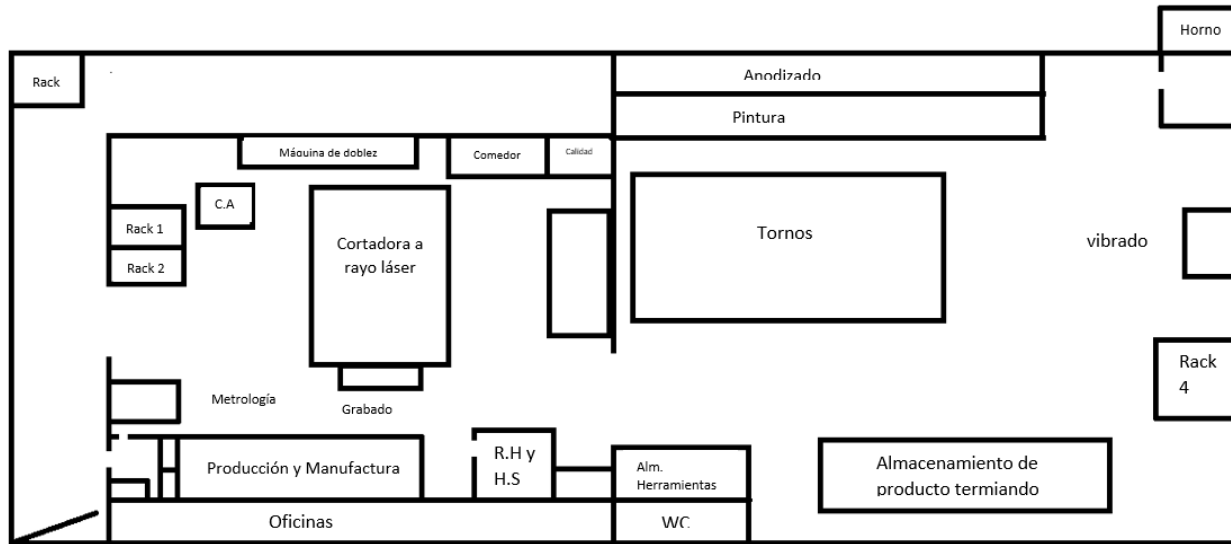 Horno
Rack
Anodizado
Pintura
Máquina de doblez
Comedor
Calidad
C.A
Rack 1
Rack 2
Cortadora a
rayo láser
Tornos
vibrado
Rack
4
Metrología
Grabado
Producción y Manufactura
R.H y
H.S
Alm.
Herramientas
Almacenamiento de
producto termiando
Oficinas
WC